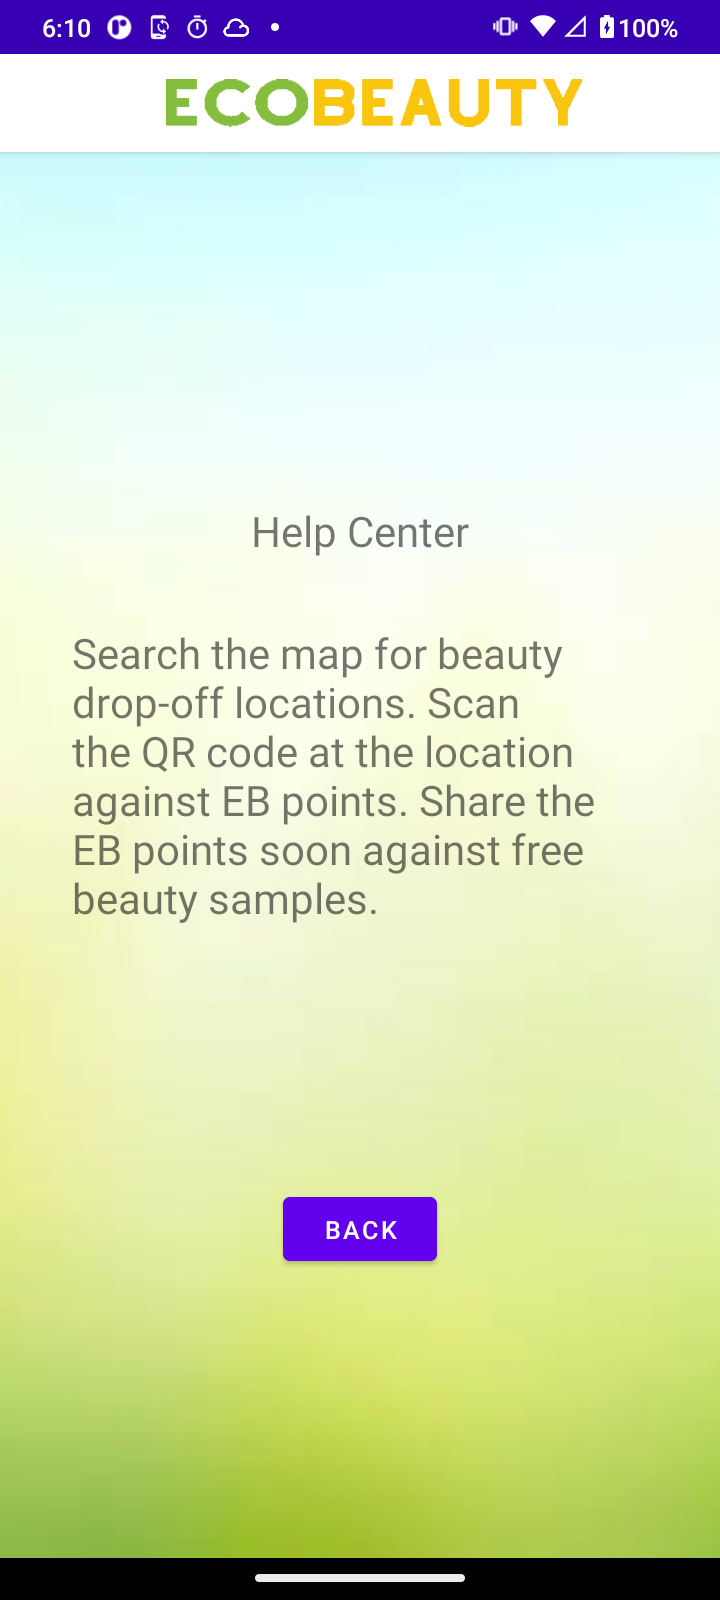 6:10
100%
ECOBEAUTY
Help Center
Search the map for beauty
drop-off locations. Scan
the QR code at the location
against EB points. Share the
EB points soon against free
beauty samples.
BACK